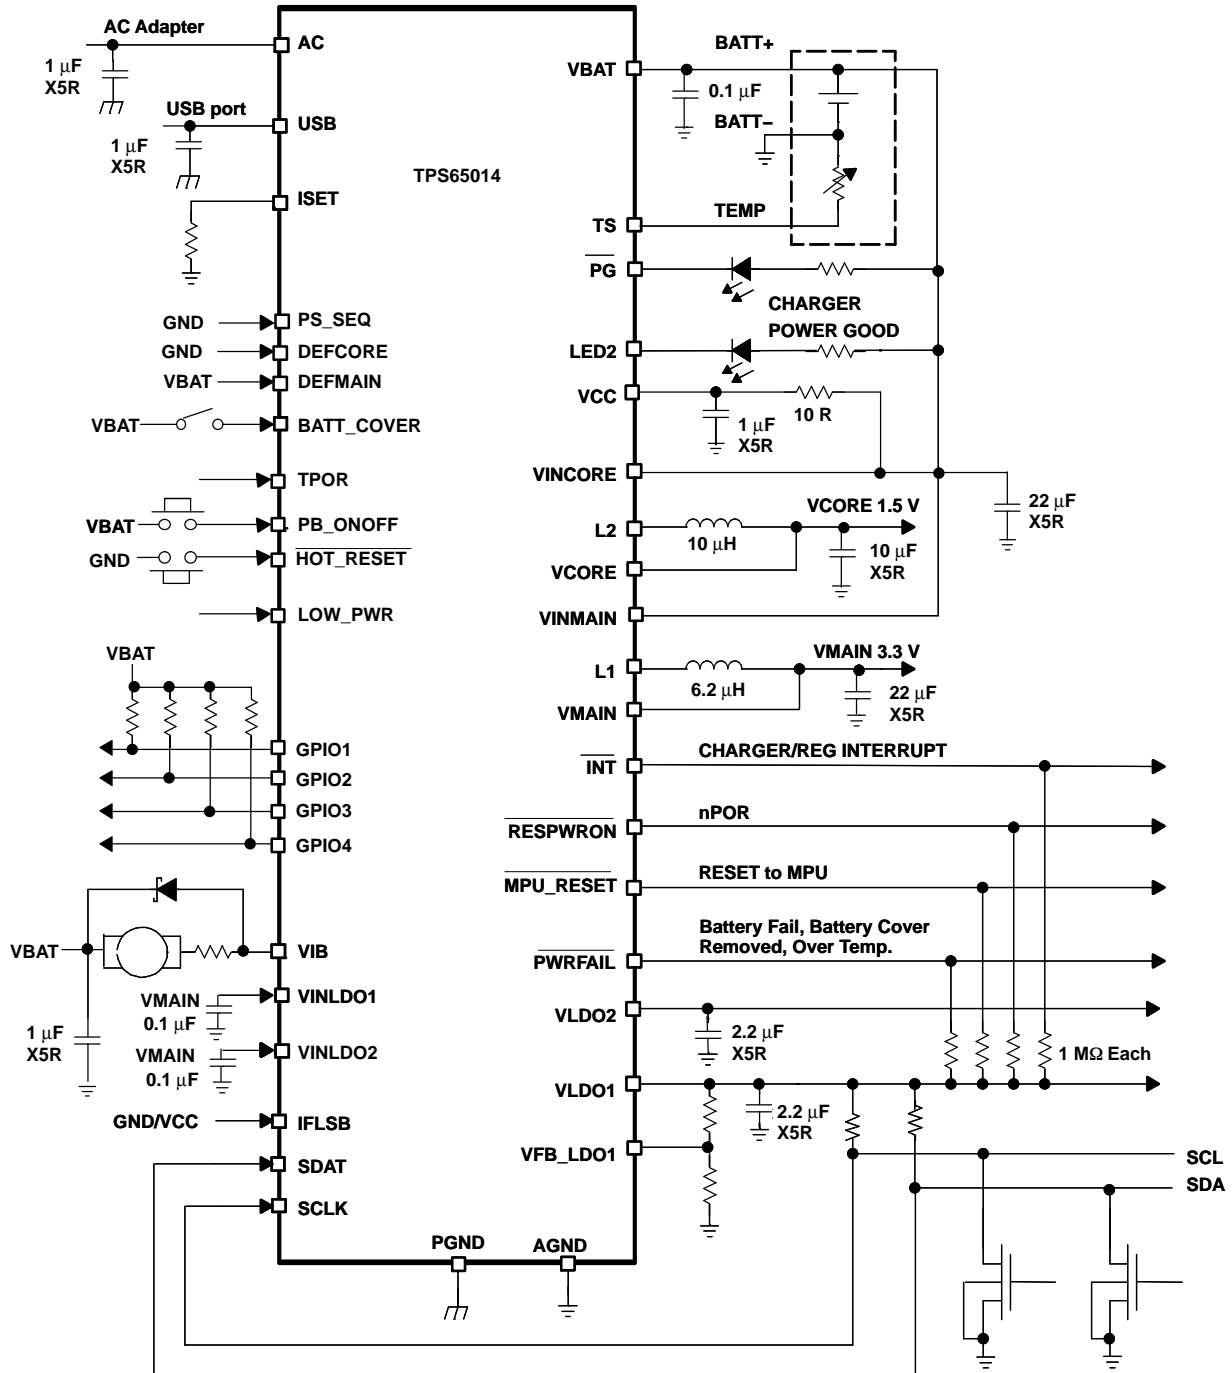 AC Adapter
1 μF
X5R
AC
USB port
1 μF
X5R
USB
ISET
TPS65014
GND
PS_SEQ
GND
DEFCORE
VBAT
DEFMAIN
VBAT
BATT_COVER
TPOR
VBAT
PB_ONOFF
GND
HOT_RESET
LOW_PWR
VBAT
GPIO1
GPIO2
GPIO3
GPIO4
VBAT
VIB
1 μF
X5R
VMAIN
0.1 μF
VINLDO1
VMAIN
0.1 μF
VINLDO2
GND/VCC
IFLSB
SDAT
SCLK
PGND
AGND
VBAT
BATT+
0.1 μF
BATT−
TS
TEMP
PG
CHARGER
POWER GOOD
LED2
VCC
1 μF
X5R
10 R
VINCORE
22 μF
X5R
L2
10 μH
VCORE 1.5 V
10 μF
X5R
VCORE
VINMAIN
L1
6.2 μH
VMAIN 3.3 V
22 μF
X5R
VMAIN
INT
CHARGER/REG INTERRUPT
RESPWRON
nPOR
MPU_RESET
RESET to MPU
PWRFAIL
Battery Fail, Battery Cover
Removed, Over Temp.
VLDO2
2.2 μF
X5R
1 MΩ Each
VLDO1
2.2 μF
X5R
VFB_LDO1
SCL
SDA